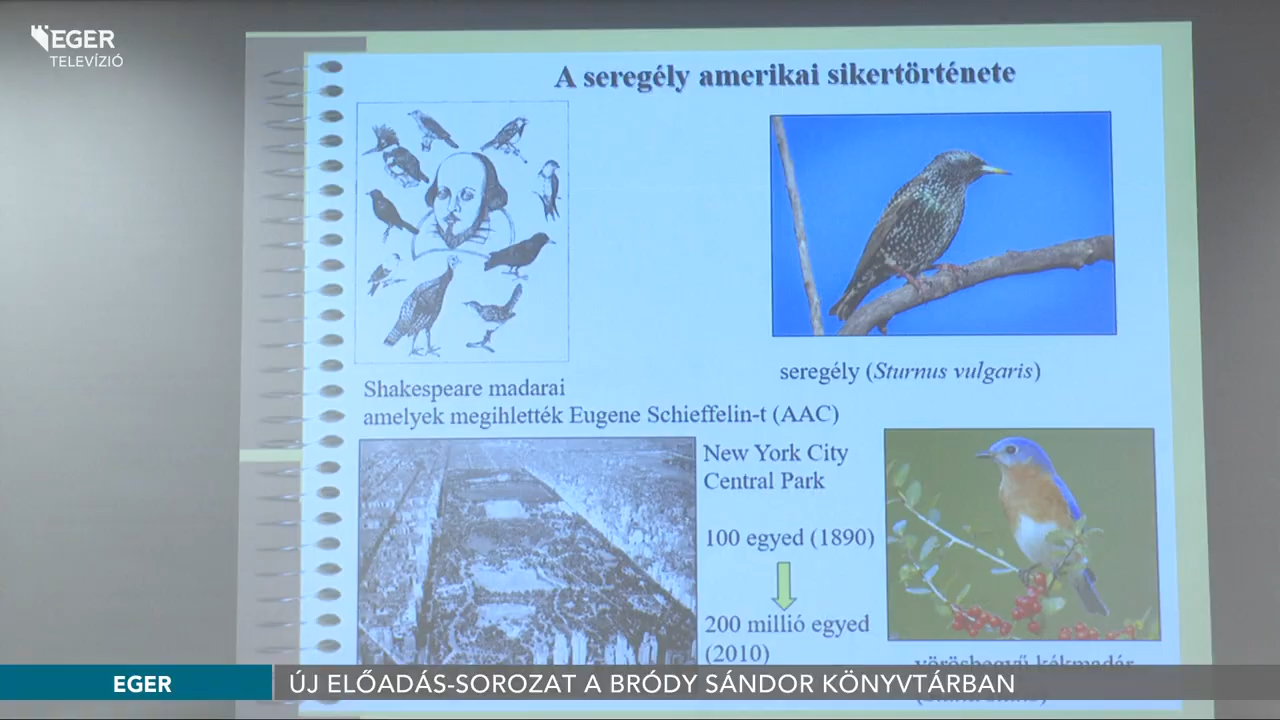 EGER
TELEVÍZIÓ
A seregély amerikai sikertörténete
Shakespeare madarai
amelyek megihlették Eugene Schieffelin-t (AAC)
seregély (Sturnus vulgaris)
New York City
Central Park
100 egyed (1890)
200 millió egyed
(2010)
vörösbegyű kékmadár
EGER
ÚJ ELŐADÁS-SOROZAT A BRÓDY SÁNDOR KÖNYVTÁRBAN